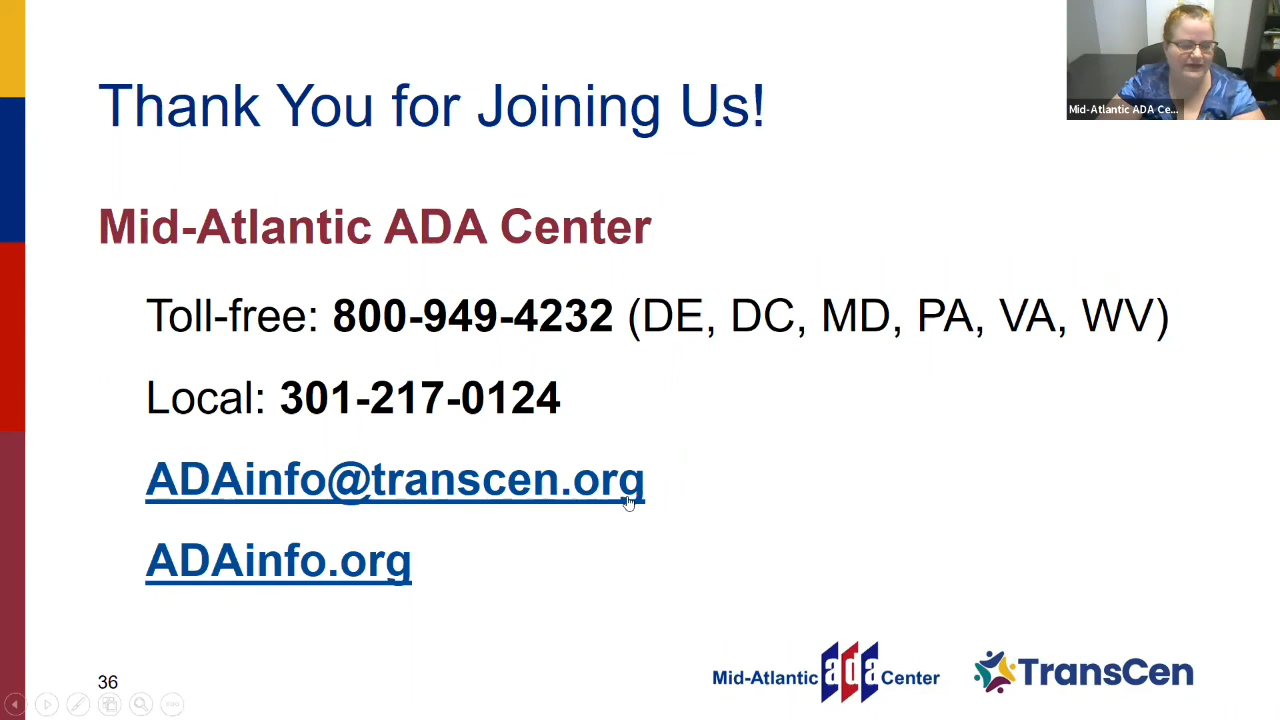 Mid-Atlantic ADA Ce...
Thank You for Joining Us!
Mid-Atlantic ADA Center
Toll-free: 800-949-4232 (DE, DC, MD, PA, VA, WV)
Local: 301-217-0124
ADAinfo@transcen.org
ADAinfo.org
36
Mid-Atlantic ada Center
TransCen